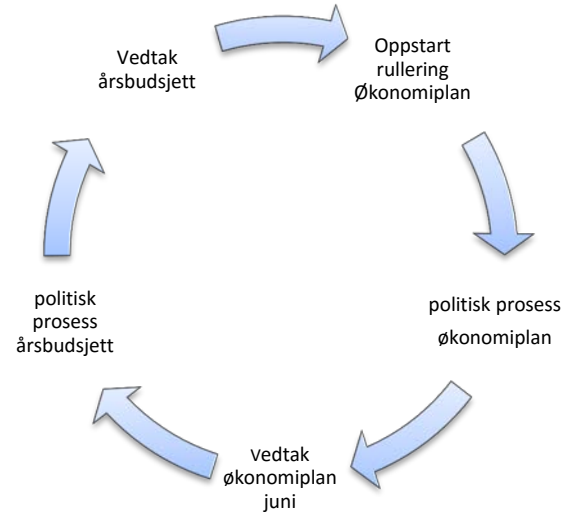 Vedtak
årsbudsjett
Oppstart
rullering
Økonomiplan
politisk prosess
økonomiplan
Vedtak
økonomiplan
juni
politisk
prosess
årsbudsjett